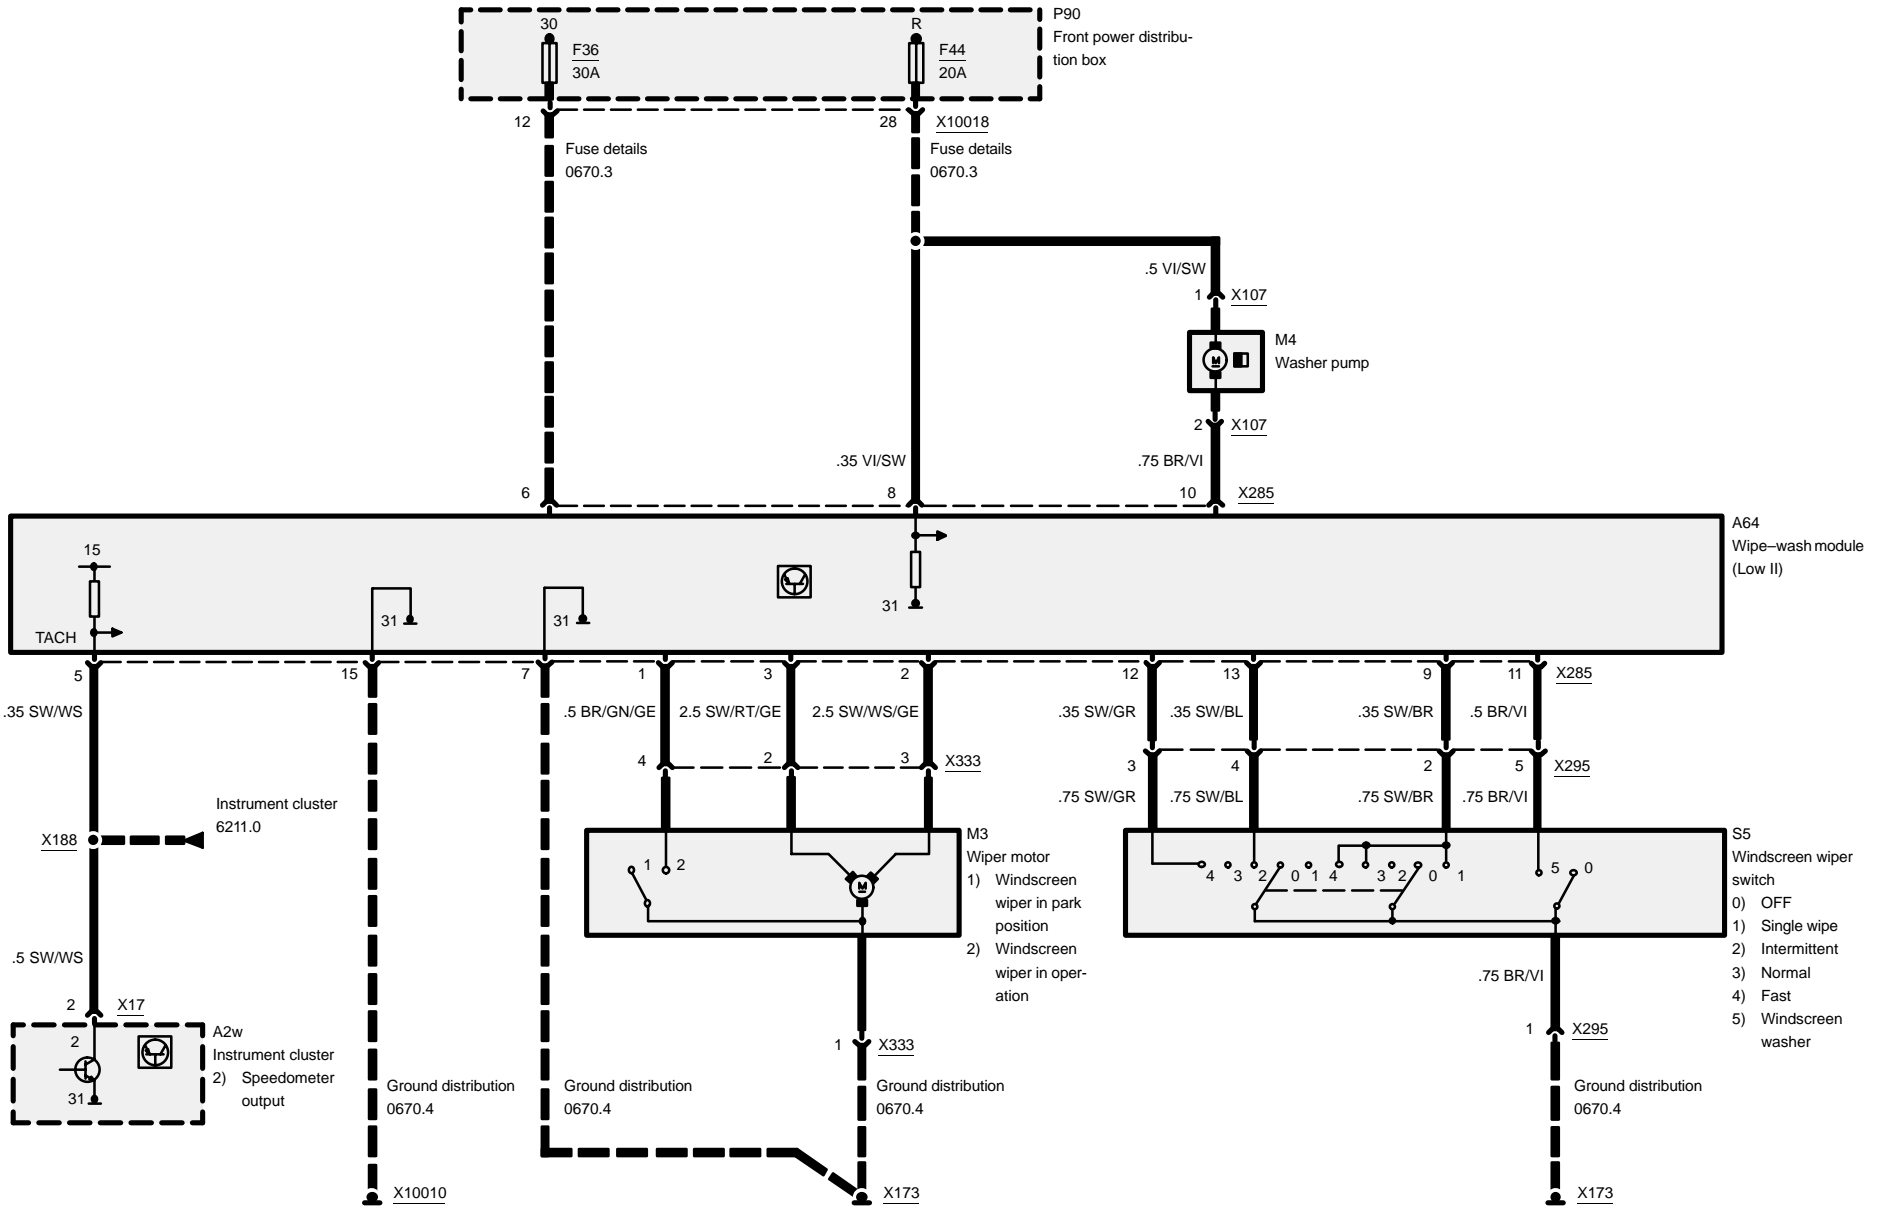 30
R
P90
F36
F44
Front power distribu-
30A
20A
tion box
12
28
X10018
Fuse details
Fuse details
0670.3
0670.3
.5 VI/SW
1
X107
M4
M
Washer pump
2
X107
.35 VI/SW
.75 BR/VI
6
8
10
X285
A64
15
Wipe–wash module
(Low II)
31
31
31
TACH
5
15
7
1
3
2
12
13
9
11
X285
.35 SW/WS
.5 BR/GN/GE
2.5 SW/RT/GE
2.5 SW/WS/GE
.35 SW/GR
.35 SW/BL
.35 SW/BR
.5 BR/VI
4
2
3
X333
3
4
2
5
X295
.75 SW/GR
.75 SW/BL
.75 SW/BR
.75 BR/VI
Instrument cluster
6211.0
X188
M3
Wiper motor
1) Windscreen
wiper in park
position
2) Windscreen
wiper in oper-
ation
1
2
M
S5
Windscreen wiper
switch
0) OFF
1) Single wipe
2) Intermittent
3) Normal
4) Fast
5) Windscreen
washer
4
3
2
0
1
4
3
2
0
1
5
0
.5 SW/WS
.75 BR/VI
2
X17
1
X295
A2w
Instrument cluster
2) Speedometer
output
2
31
1
X333
Ground distribution
0670.4
Ground distribution
0670.4
Ground distribution
0670.4
Ground distribution
0670.4
X10010
X173
X173